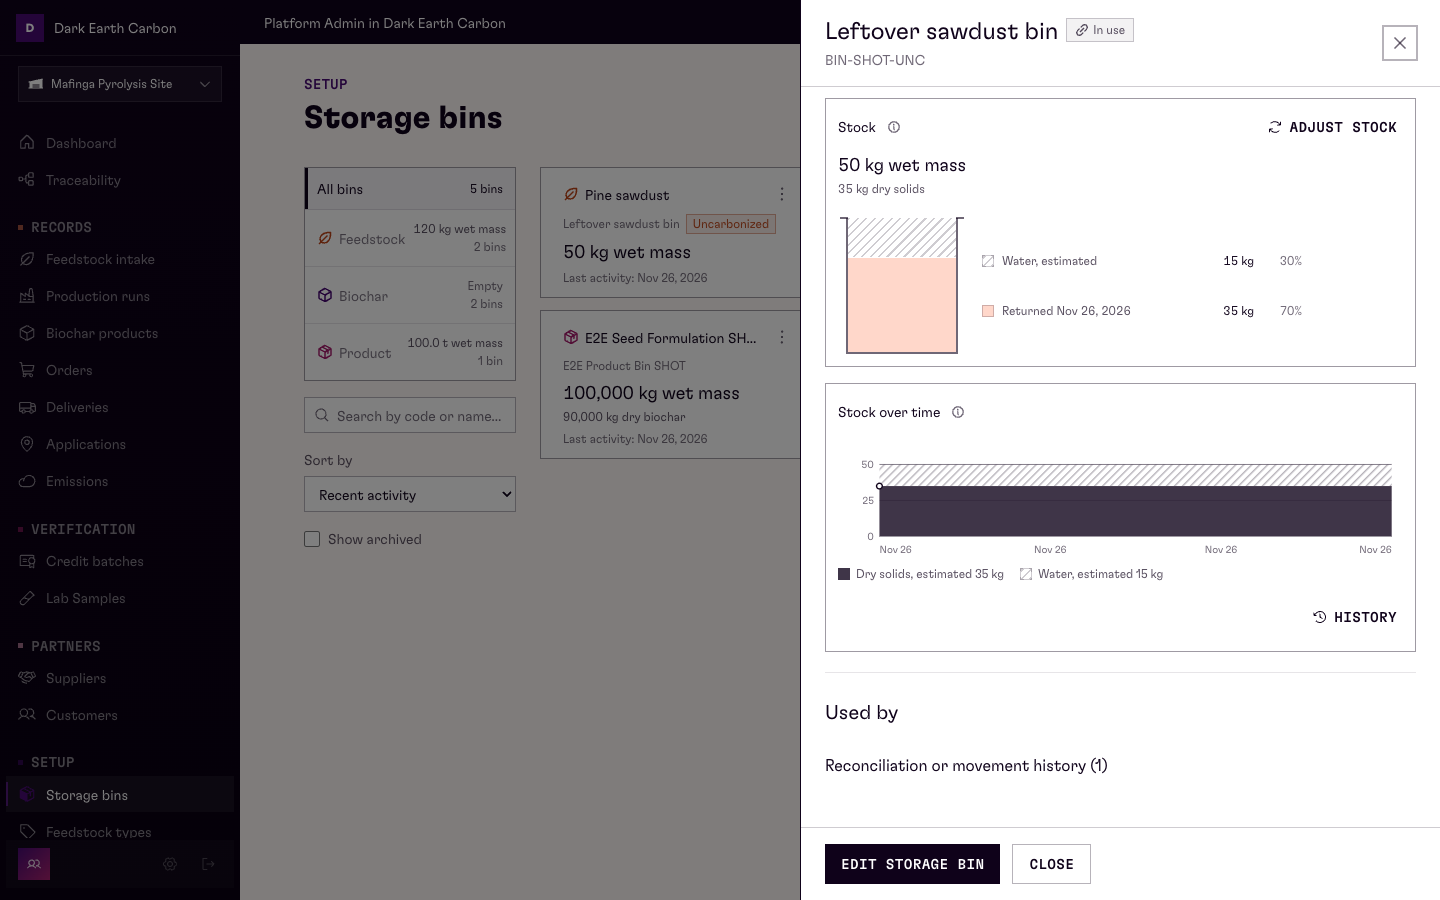 D Dark Earth Carbon
Platform Admin in Dark Earth Carbon
Mafinga Pyrolysis Site
Dashboard
Traceability
RECORDS
Feedstock intake
Production runs
Biochar products
Orders
Deliveries
Applications
Emissions
VERIFICATION
Credit batches
Lab Samples
PARTNERS
Suppliers
Customers
SETUP
Storage bins
Feedstock types
SETUP
Storage bins
All bins 5 bins
Feedstock 120 kg wet mass
2 bins
Biochar Empty
2 bins
Product 100.0 t wet mass
1 bin
Search by code or name...
Sort by
Recent activity
Show archived
Pine sawdust
Leftover sawdust bin Uncarbonized
50 kg wet mass
Last activity: Nov 26, 2026
E2E Seed Formulation SH...
E2E Product Bin SHOT
100,000 kg wet mass
90,000 kg dry biochar
Last activity: Nov 26, 2026
Leftover sawdust bin In use
BIN-SHOT-UNC
Stock ADJUST STOCK
50 kg wet mass
35 kg dry solids
Water, estimated 15 kg 30%
Returned Nov 26, 2026 35 kg 70%
Stock over time
50
25
0
Nov 26 Nov 26 Nov 26 Nov 26
Dry solids, estimated 35 kg Water, estimated 15 kg
HISTORY
Used by
Reconciliation or movement history (1)
EDIT STORAGE BIN CLOSE